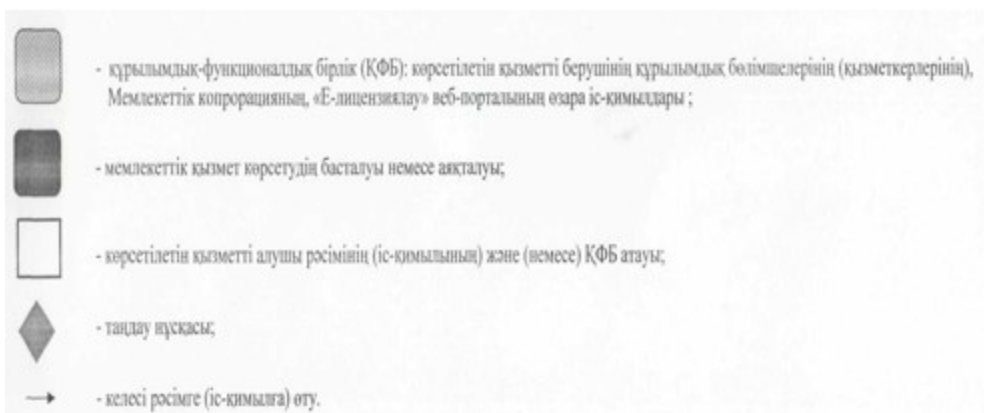 - құрылымдық-функционалдық бірлік (ҚФБ): көрсетілетін қызметті берушінің құрылымдық бөлімшелерінің (қызметкерлерінің),
Мемлекеттік копрорацияның, «Е-лицензиялау» веб-порталының өзара іс-қимылдары ;
- мемлекеттік қызмет көрсетудің басталуы немесе аяқталуы;
- көрсетілетін қызметті алушы рәсімінің (іс-қимылының) және (немесе) ҚФБ атауы;
- таңдау нұсқасы;
- келесі рәсімге (іс-қимылға) өту.